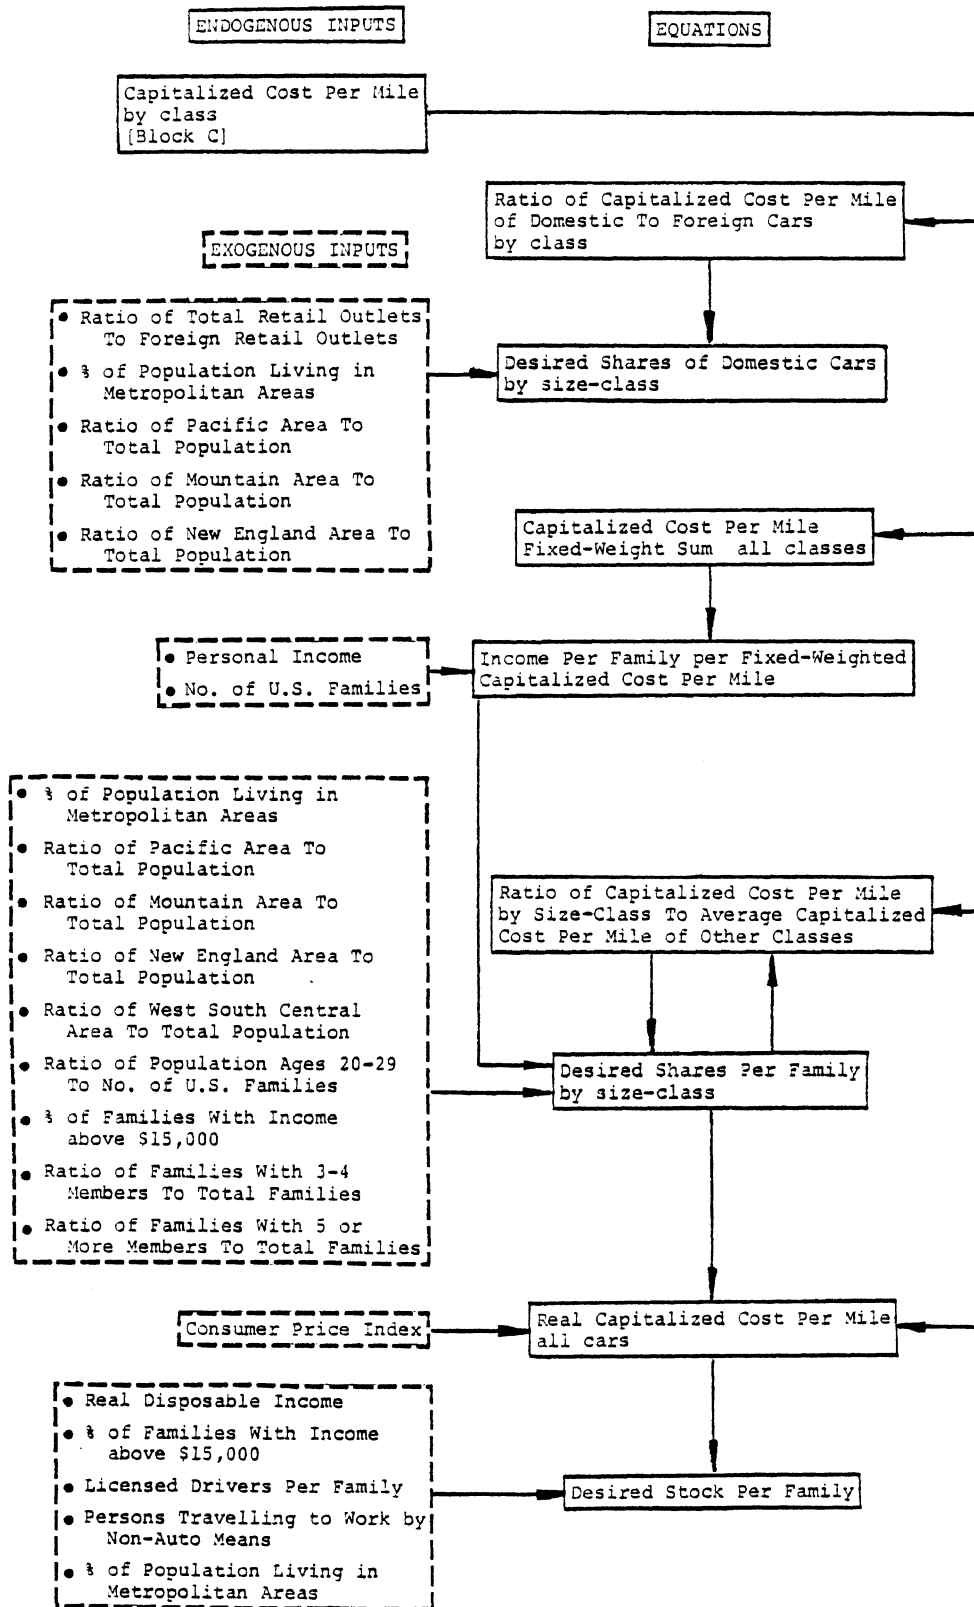 ENDOGENOUS INPUTS
EQUATIONS
Capitalized Cost Per Mile
by class
[Block C]
Ratio of Capitalized Cost Per Mile
of Domestic To Foreign Cars
by class
EXOGENOUS INPUTS
• Ratio of Total Retail Outlets
To Foreign Retail Outlets
• % of Population Living in
Metropolitan Areas
• Ratio of Pacific Area To
Total Population
• Ratio of Mountain Area To
Total Population
• Ratio of New England Area To
Total Population
Desired Shares of Domestic Cars
by size-class
Capitalized Cost Per Mile
Fixed-Weight Sum all classes
• Personal Income
• No. of U.S. Families
Income Per Family per Fixed-Weighted
Capitalized Cost Per Mile
• % of Population Living in
Metropolitan Areas
• Ratio of Pacific Area To
Total Population
• Ratio of Mountain Area To
Total Population
• Ratio of New England Area To
Total Population
• Ratio of West South Central
Area To Total Population
• Ratio of Population Ages 20-29
To No. of U.S. Families
• % of Families With Income
above $15,000
• Ratio of Families With 3-4
Members To Total Families
• Ratio of Families With 5 or
More Members To Total Families
Ratio of Capitalized Cost Per Mile
by Size-Class To Average Capitalized
Cost Per Mile of Other Classes
Desired Shares Per Family
by size-class
Consumer Price Index
Real Capitalized Cost Per Mile
all cars
• Real Disposable Income
• % of Families With Income
above $15,000
• Licensed Drivers Per Family
• Persons Travelling to Work by
Non-Auto Means
• % of Population Living in
Metropolitan Areas
Desired Stock Per Family